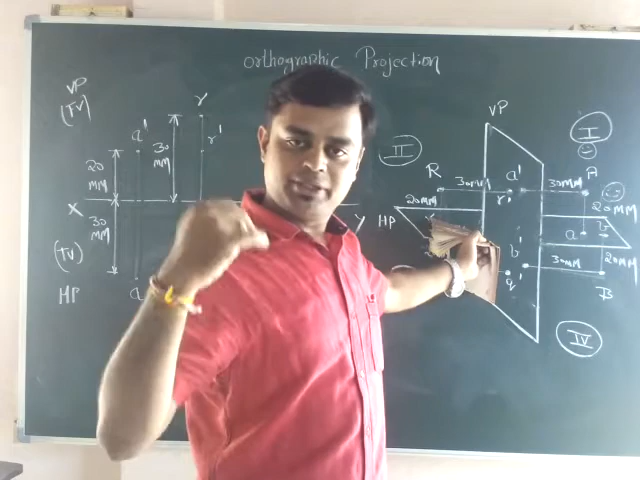 orthographic Projection
VP
(TV)
a'
20
MM
30
MM
r
r'
X
Y
30
MM
(TV)
HP
a
II
VP
I
R
30MM
a'
r'
30MM
A
20MM
20MM
HP
a
b
b'
30MM
20MM
q'
B
IV